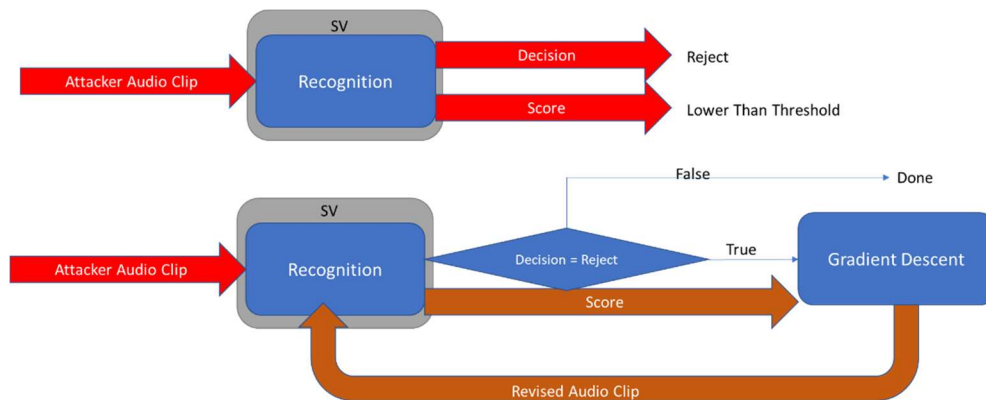 SV
Attacker Audio Clip
Recognition
Decision
Reject
Score
Lower Than Threshold
False
Done
SV
Attacker Audio Clip
Recognition
Decision = Reject
True
Gradient Descent
Score
Revised Audio Clip